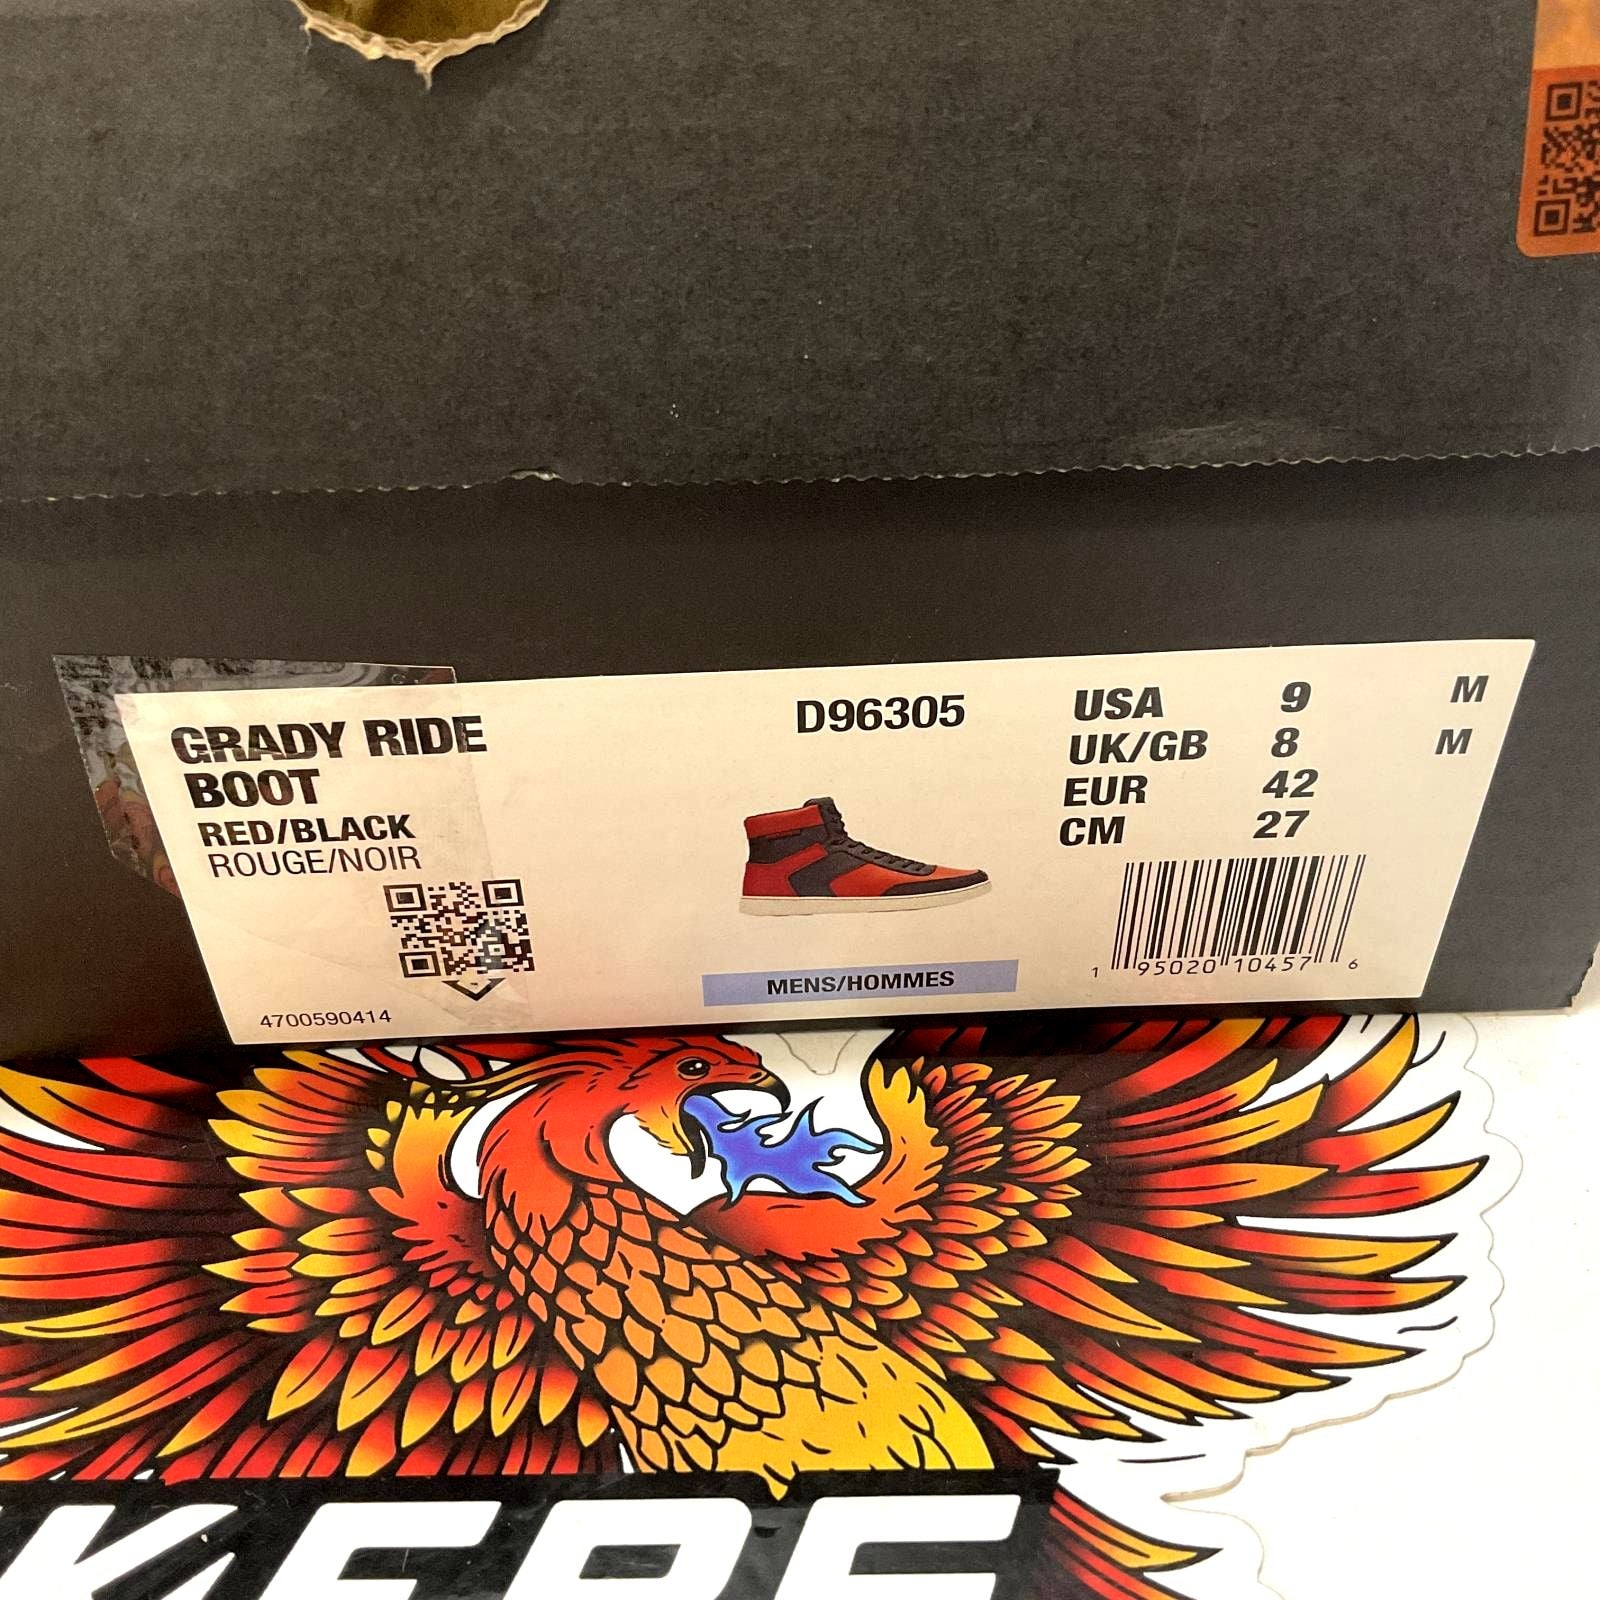 GRADY RIDE
BOOT
RED/BLACK
ROUGE/NOIR
4700590414
D96305
MENS/HOMMES
USA 9 M
UK/GB 8 M
EUR 42
CM 27
1 95020 10457 6